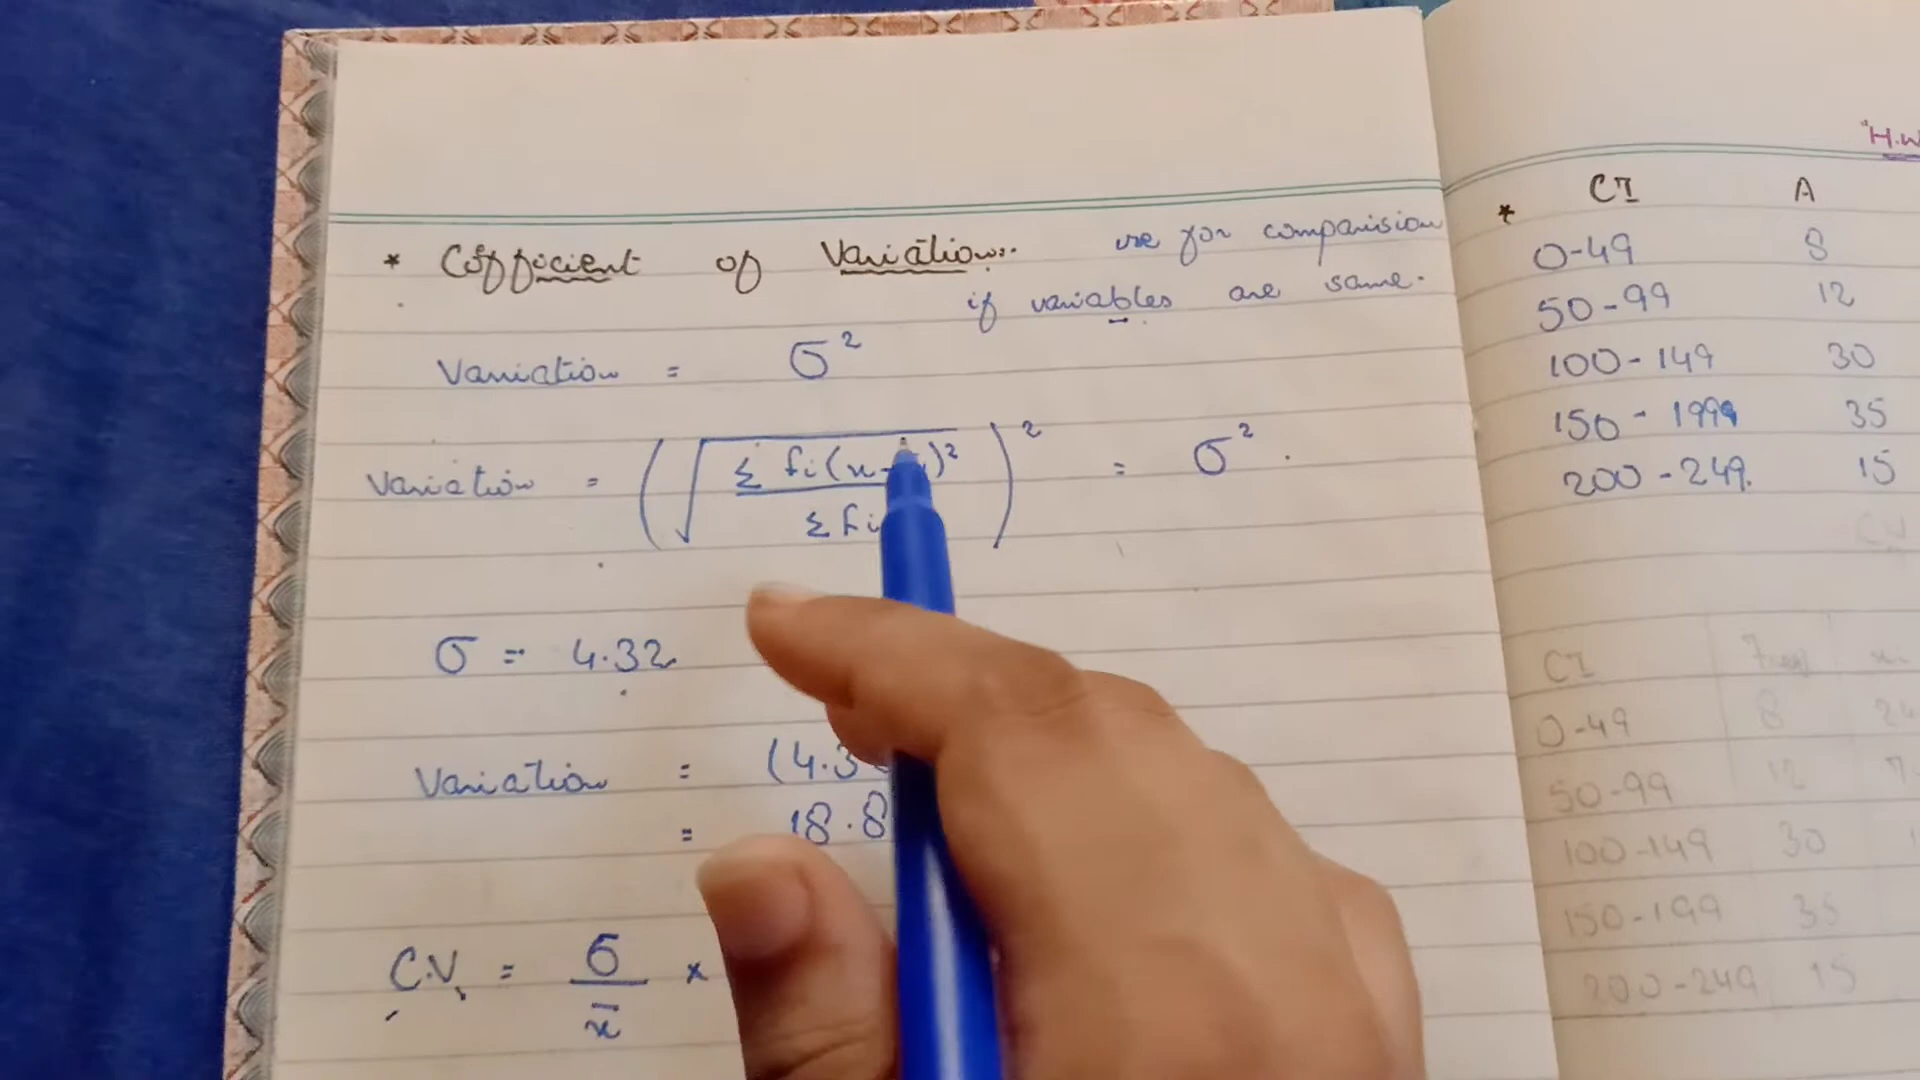 * Cofficient of Variation:-
use for comparision
if variables are same.
Variation = σ²
Variation = (√Σ fi(x- )²/Σ fi)² = σ².
σ = 4.32
Variation = (4.3
= 18.8
C.V = σ/x̄ ×
"H.W
* CI A
0-49 8
50-99 12
100-149 30
150-1999 35
200-249. 15
CI
0-49 8
50-99 12
100-149 30
150-199 35
200-249 15